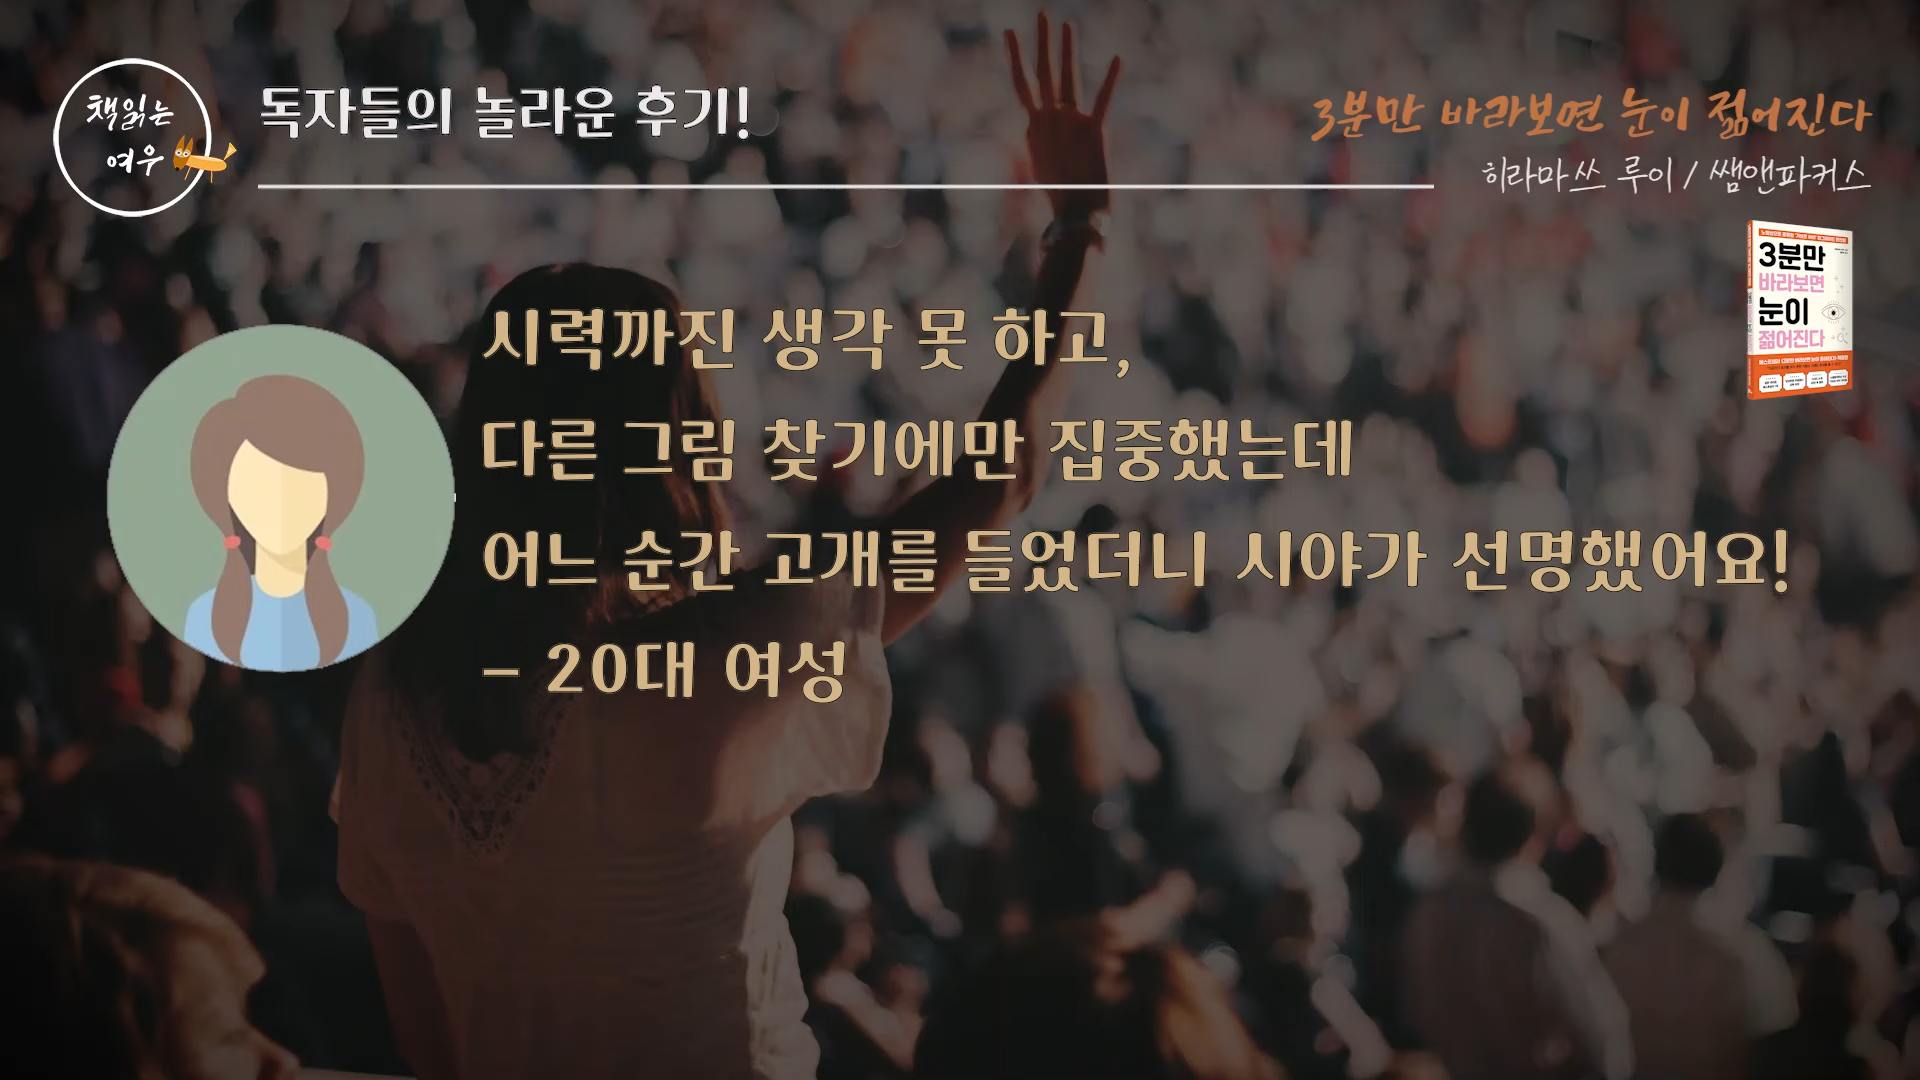 책읽는
여우
독자들의 놀라운 후기!
3분만 바라보면 눈이 젊어진다
히라마쓰 루이 / 쌤앤파커스
3분만
바라보면
눈이
젊어진다
시력까진 생각 못 하고,
다른 그림 찾기에만 집중했는데
어느 순간 고개를 들었더니 시야가 선명했어요!
– 20대 여성